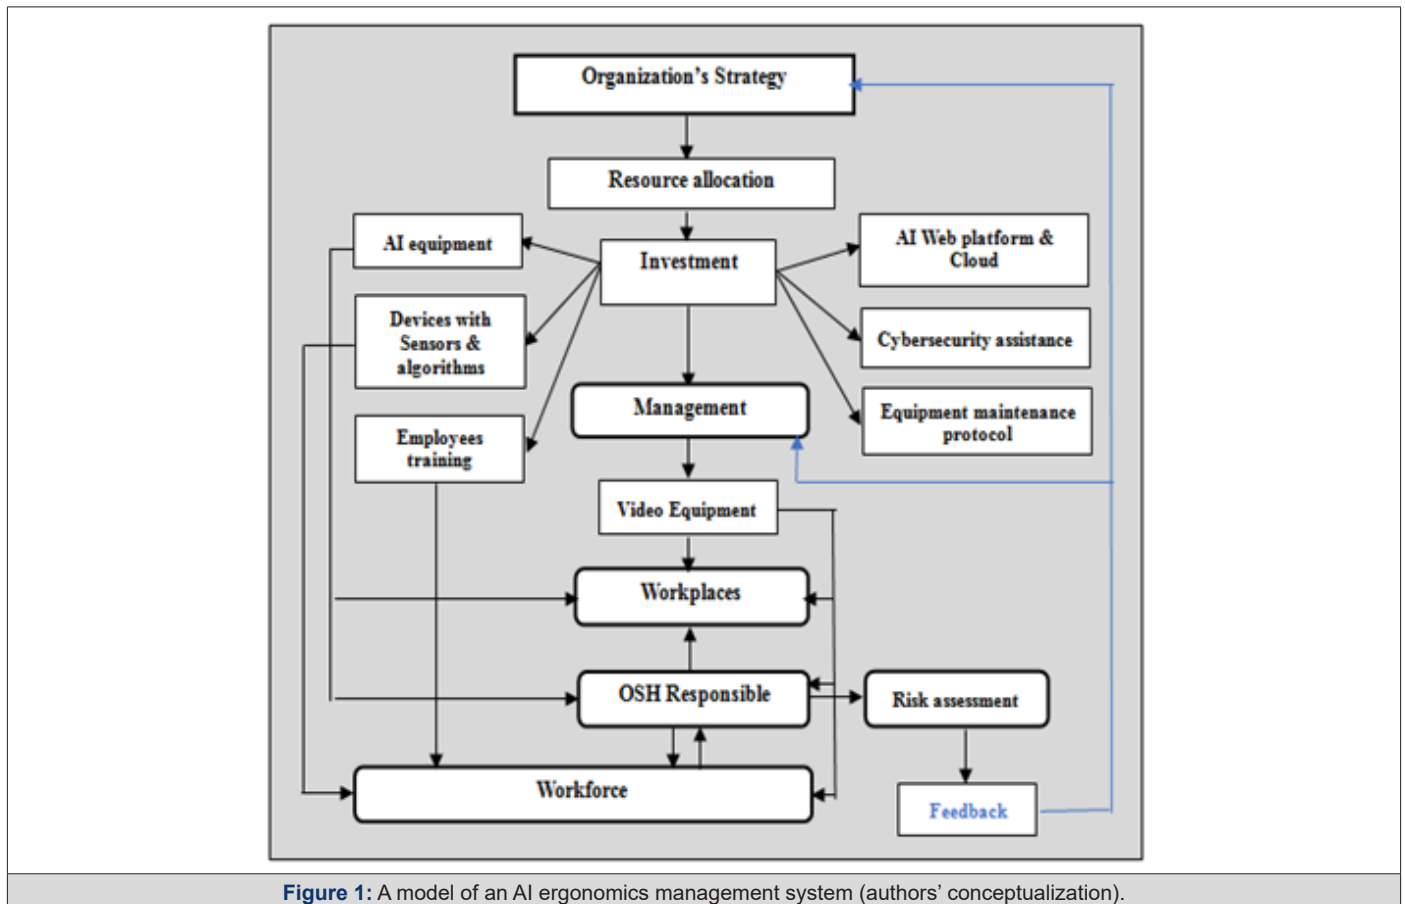 Organization's Strategy
Resource allocation
AI equipment
Investment
AI Web platform &
Cloud
Devices with
Sensors &
algorithms
Cybersecurity assistance
Management
Equipment maintenance
protocol
Employees
training
Video Equipment
Workplaces
OSH Responsible
Risk assessment
Workforce
Feedback
Figure 1: A model of an AI ergonomics management system (authors' conceptualization).